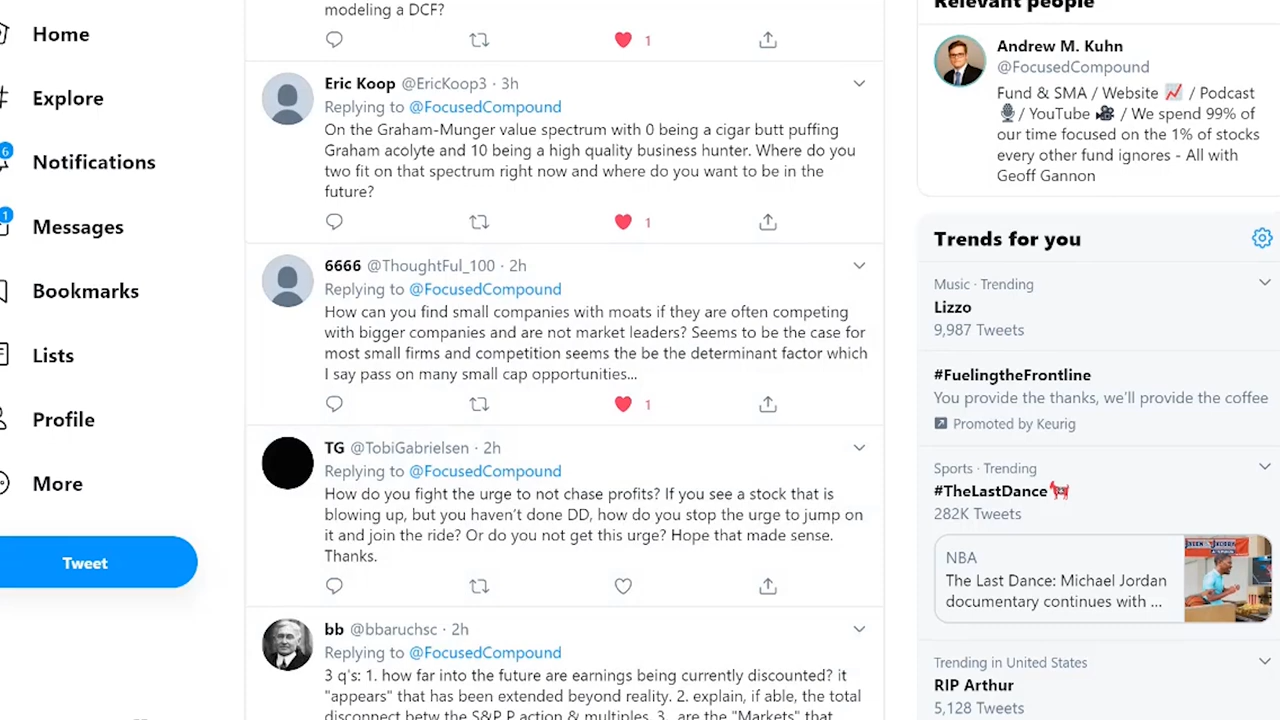 Home
Explore
6
Notifications
1
Messages
Bookmarks
Lists
Profile
More
Tweet
modeling a DCF?
1
Eric Koop @EricKoop3 · 3h
Replying to @FocusedCompound
On the Graham-Munger value spectrum with 0 being a cigar butt puffing
Graham acolyte and 10 being a high quality business hunter. Where do you
two fit on that spectrum right now and where do you want to be in the
future?
1
6666 @ThoughtFul_100 · 2h
Replying to @FocusedCompound
How can you find small companies with moats if they are often competing
with bigger companies and are not market leaders? Seems to be the case for
most small firms and competition seems the be the determinant factor which
I say pass on many small cap opportunities...
1
TG @TobiGabrielsen · 2h
Replying to @FocusedCompound
How do you fight the urge to not chase profits? If you see a stock that is
blowing up, but you haven't done DD, how do you stop the urge to jump on
it and join the ride? Or do you not get this urge? Hope that made sense.
Thanks.
bb @bbaruchsc · 2h
Replying to @FocusedCompound
3 q's: 1. how far into the future are earnings being currently discounted? it
"appears" that has been extended beyond reality. 2. explain, if able, the total
disconnect betw the S&P P action & multiples. 3. are the "Markets" that
Relevant people
Andrew M. Kuhn
@FocusedCompound
Fund & SMA / Website 📈 / Podcast
🎙️/ YouTube 🎥 / We spend 99% of
our time focused on the 1% of stocks
every other fund ignores - All with
Geoff Gannon
Trends for you
Music · Trending
Lizzo
9,987 Tweets
#FuelingtheFrontline
You provide the thanks, we'll provide the coffee
Promoted by Keurig
Sports · Trending
#TheLastDance
282K Tweets
NBA
The Last Dance: Michael Jordan
documentary continues with ...
Trending in United States
RIP Arthur
5,128 Tweets